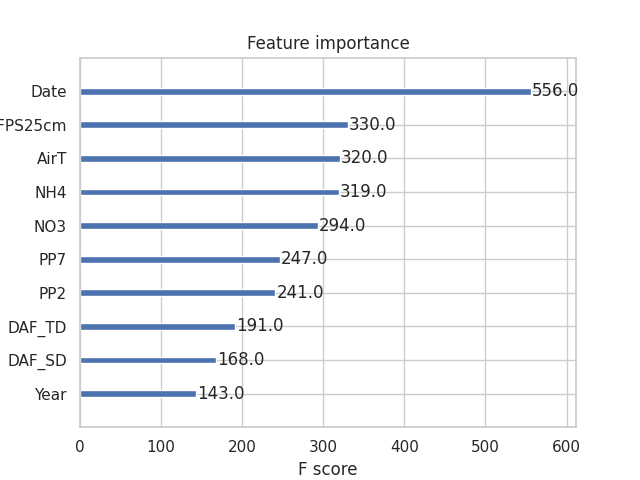 Feature importance
Date 556.0
FPS25cm 330.0
AirT 320.0
NH4 319.0
NO3 294.0
PP7 247.0
PP2 241.0
DAF_TD 191.0
DAF_SD 168.0
Year 143.0
0 100 200 300 400 500 600
F score